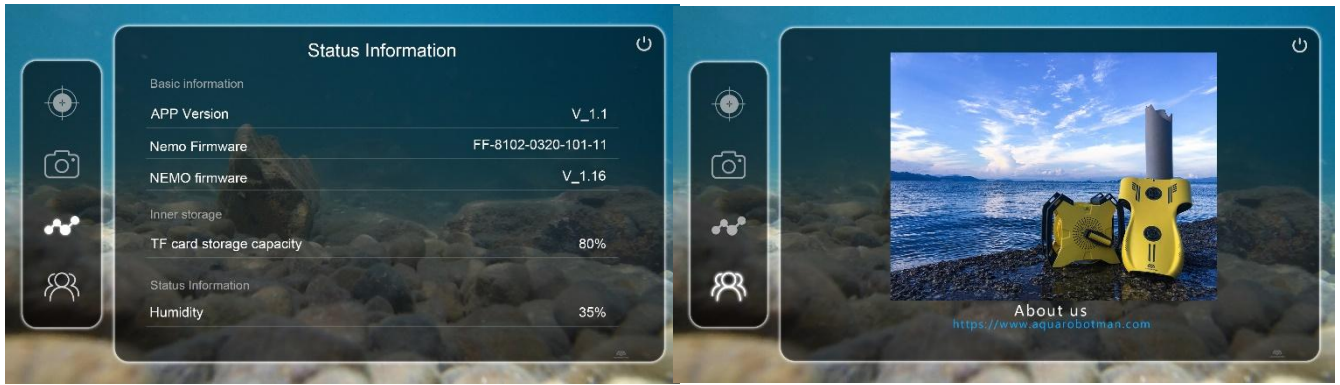 Status Information
Basic information
APP Version V_1.1
Nemo Firmware FF-8102-0320-101-11
NEMO firmware V_1.16
Inner storage
TF card storage capacity 80%
Status Information
Humidity 35%
About us
https://www.aquarobotman.com